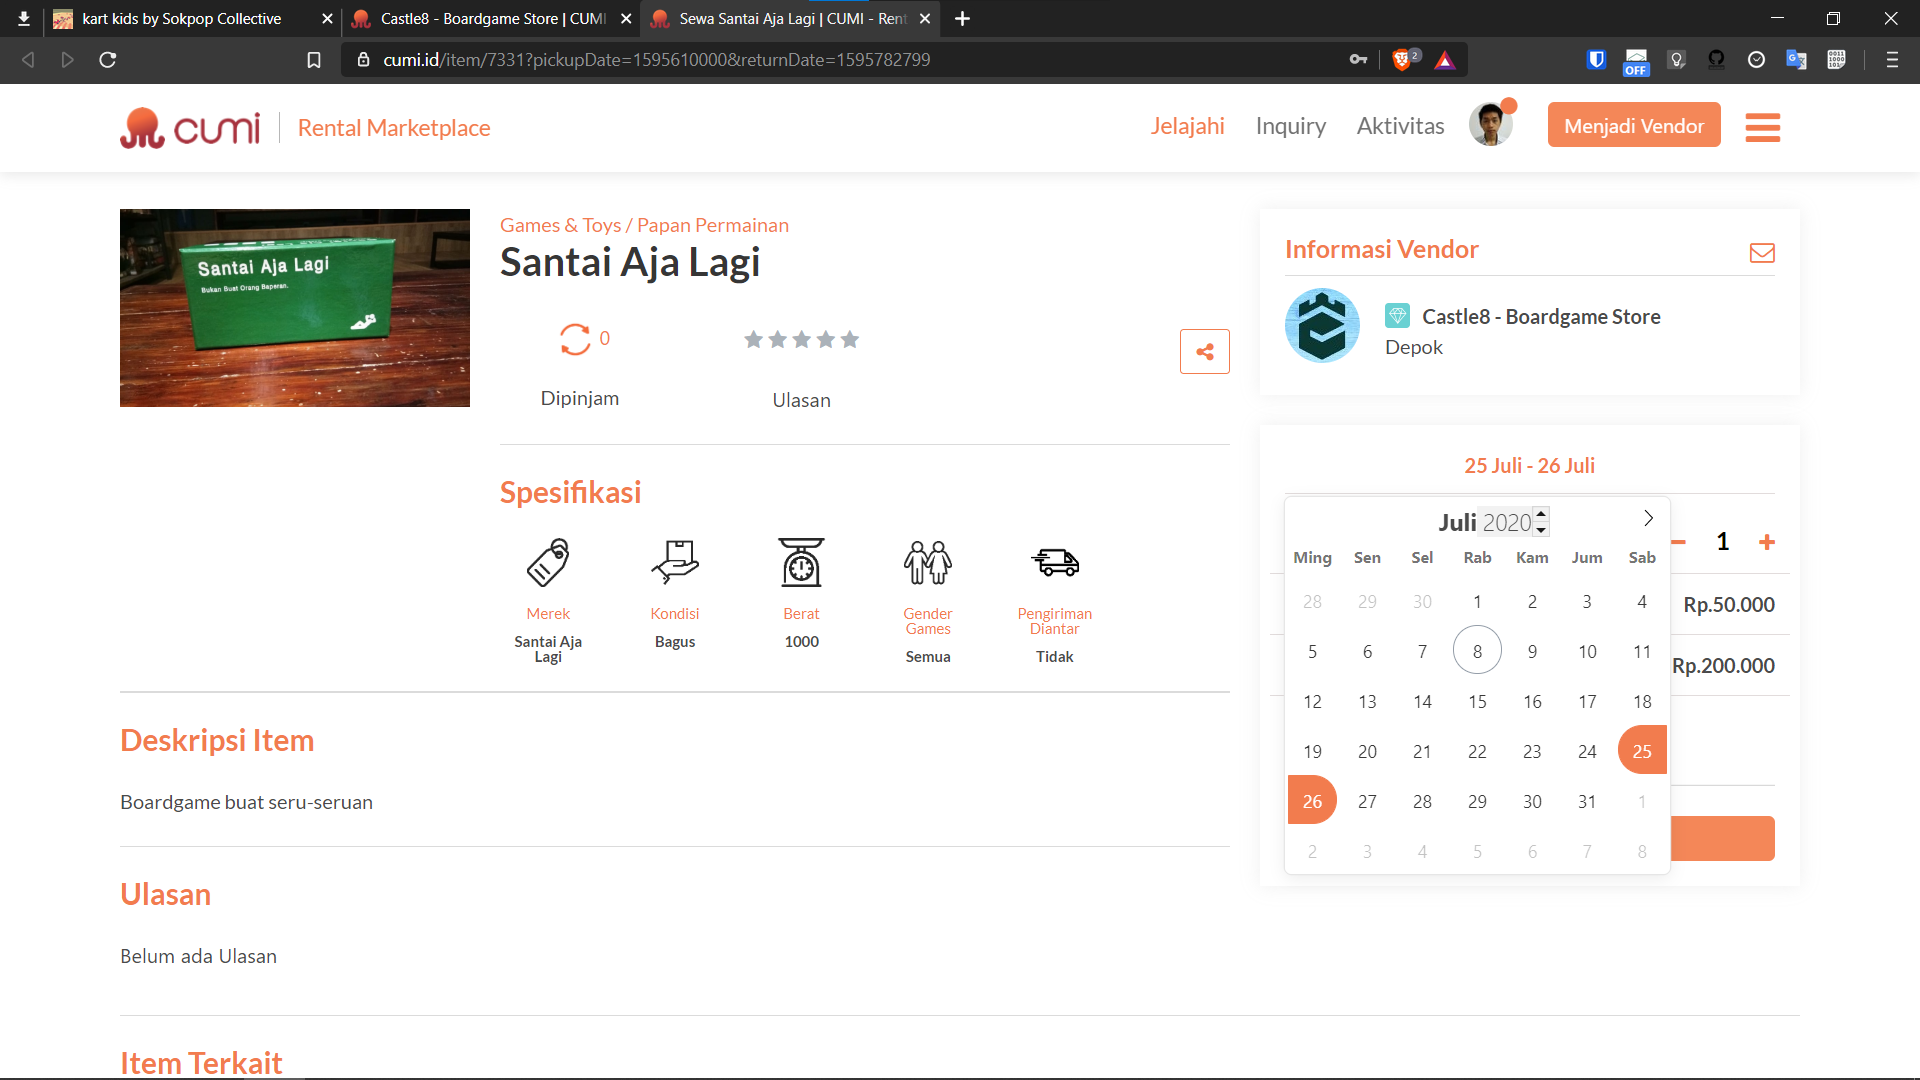 kart kids by Sokpop Collective
Castle8 - Boardgame Store | CUMI
Sewa Santai Aja Lagi | CUMI - Rent
cumi.id/item/7331?pickupDate=1595610000&returnDate=1595782799
2
OFF
cumi
Rental Marketplace
Jelajahi
Inquiry
Aktivitas
Menjadi Vendor
Santai Aja Lagi
Bukan Buat Orang Baperan.
Games & Toys / Papan Permainan
Santai Aja Lagi
0
Dipinjam
Ulasan
Spesifikasi
Merek
Santai Aja
Lagi
Kondisi
Bagus
Berat
1000
Gender
Games
Semua
Pengiriman
Diantar
Tidak
Deskripsi Item
Boardgame buat seru-seruan
Ulasan
Belum ada Ulasan
Item Terkait
Informasi Vendor
Castle8 - Boardgame Store
Depok
25 Juli - 26 Juli
Juli 2020
Ming Sen Sel Rab Kam Jum Sab
28 29 30 1 2 3 4
5 6 7 8 9 10 11
12 13 14 15 16 17 18
19 20 21 22 23 24 25
26 27 28 29 30 31 1
2 3 4 5 6 7 8
1
Rp.50.000
Rp.200.000